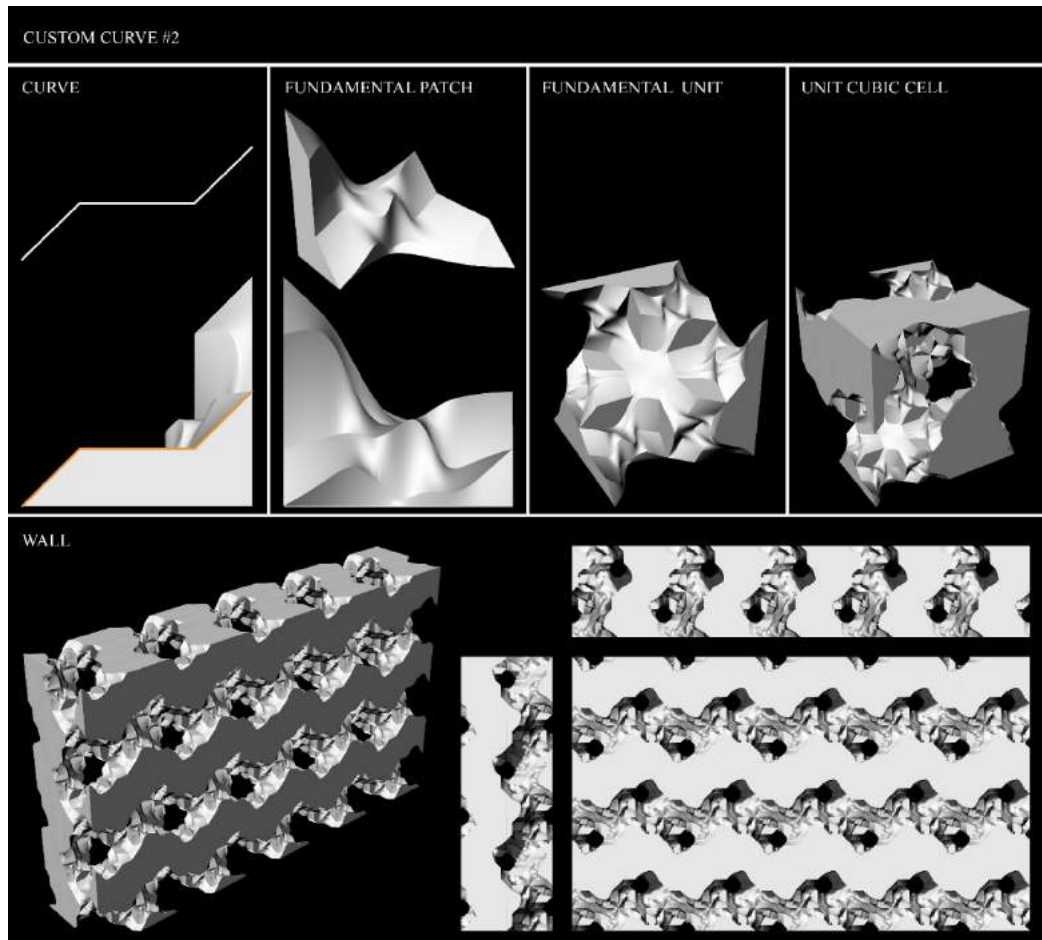 CUSTOM CURVE #2
CURVE
FUNDAMENTAL PATCH
FUNDAMENTAL UNIT
UNIT CUBIC CELL
WALL